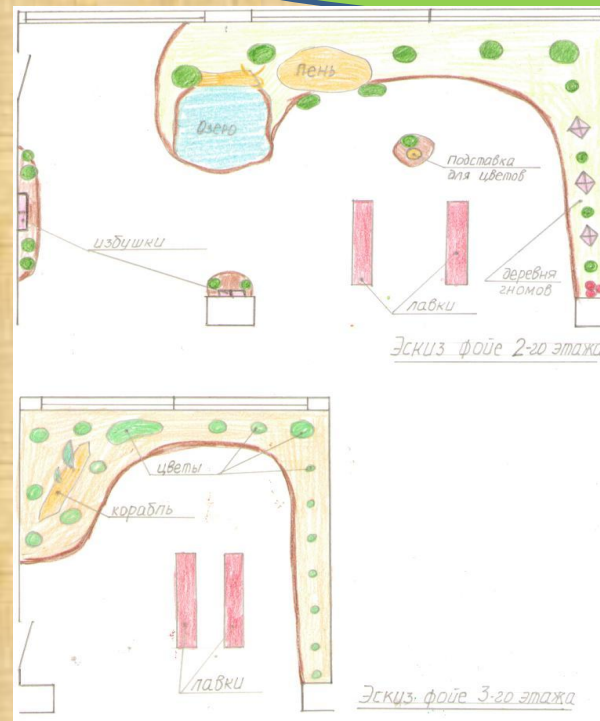 пень
Озеро
подставка
для цветов
избушки
деревня
гномов
лавки
Эскиз фойе 2-го этажа
цветы
корабль
лавки
Эскиз фойе 3-го этажа